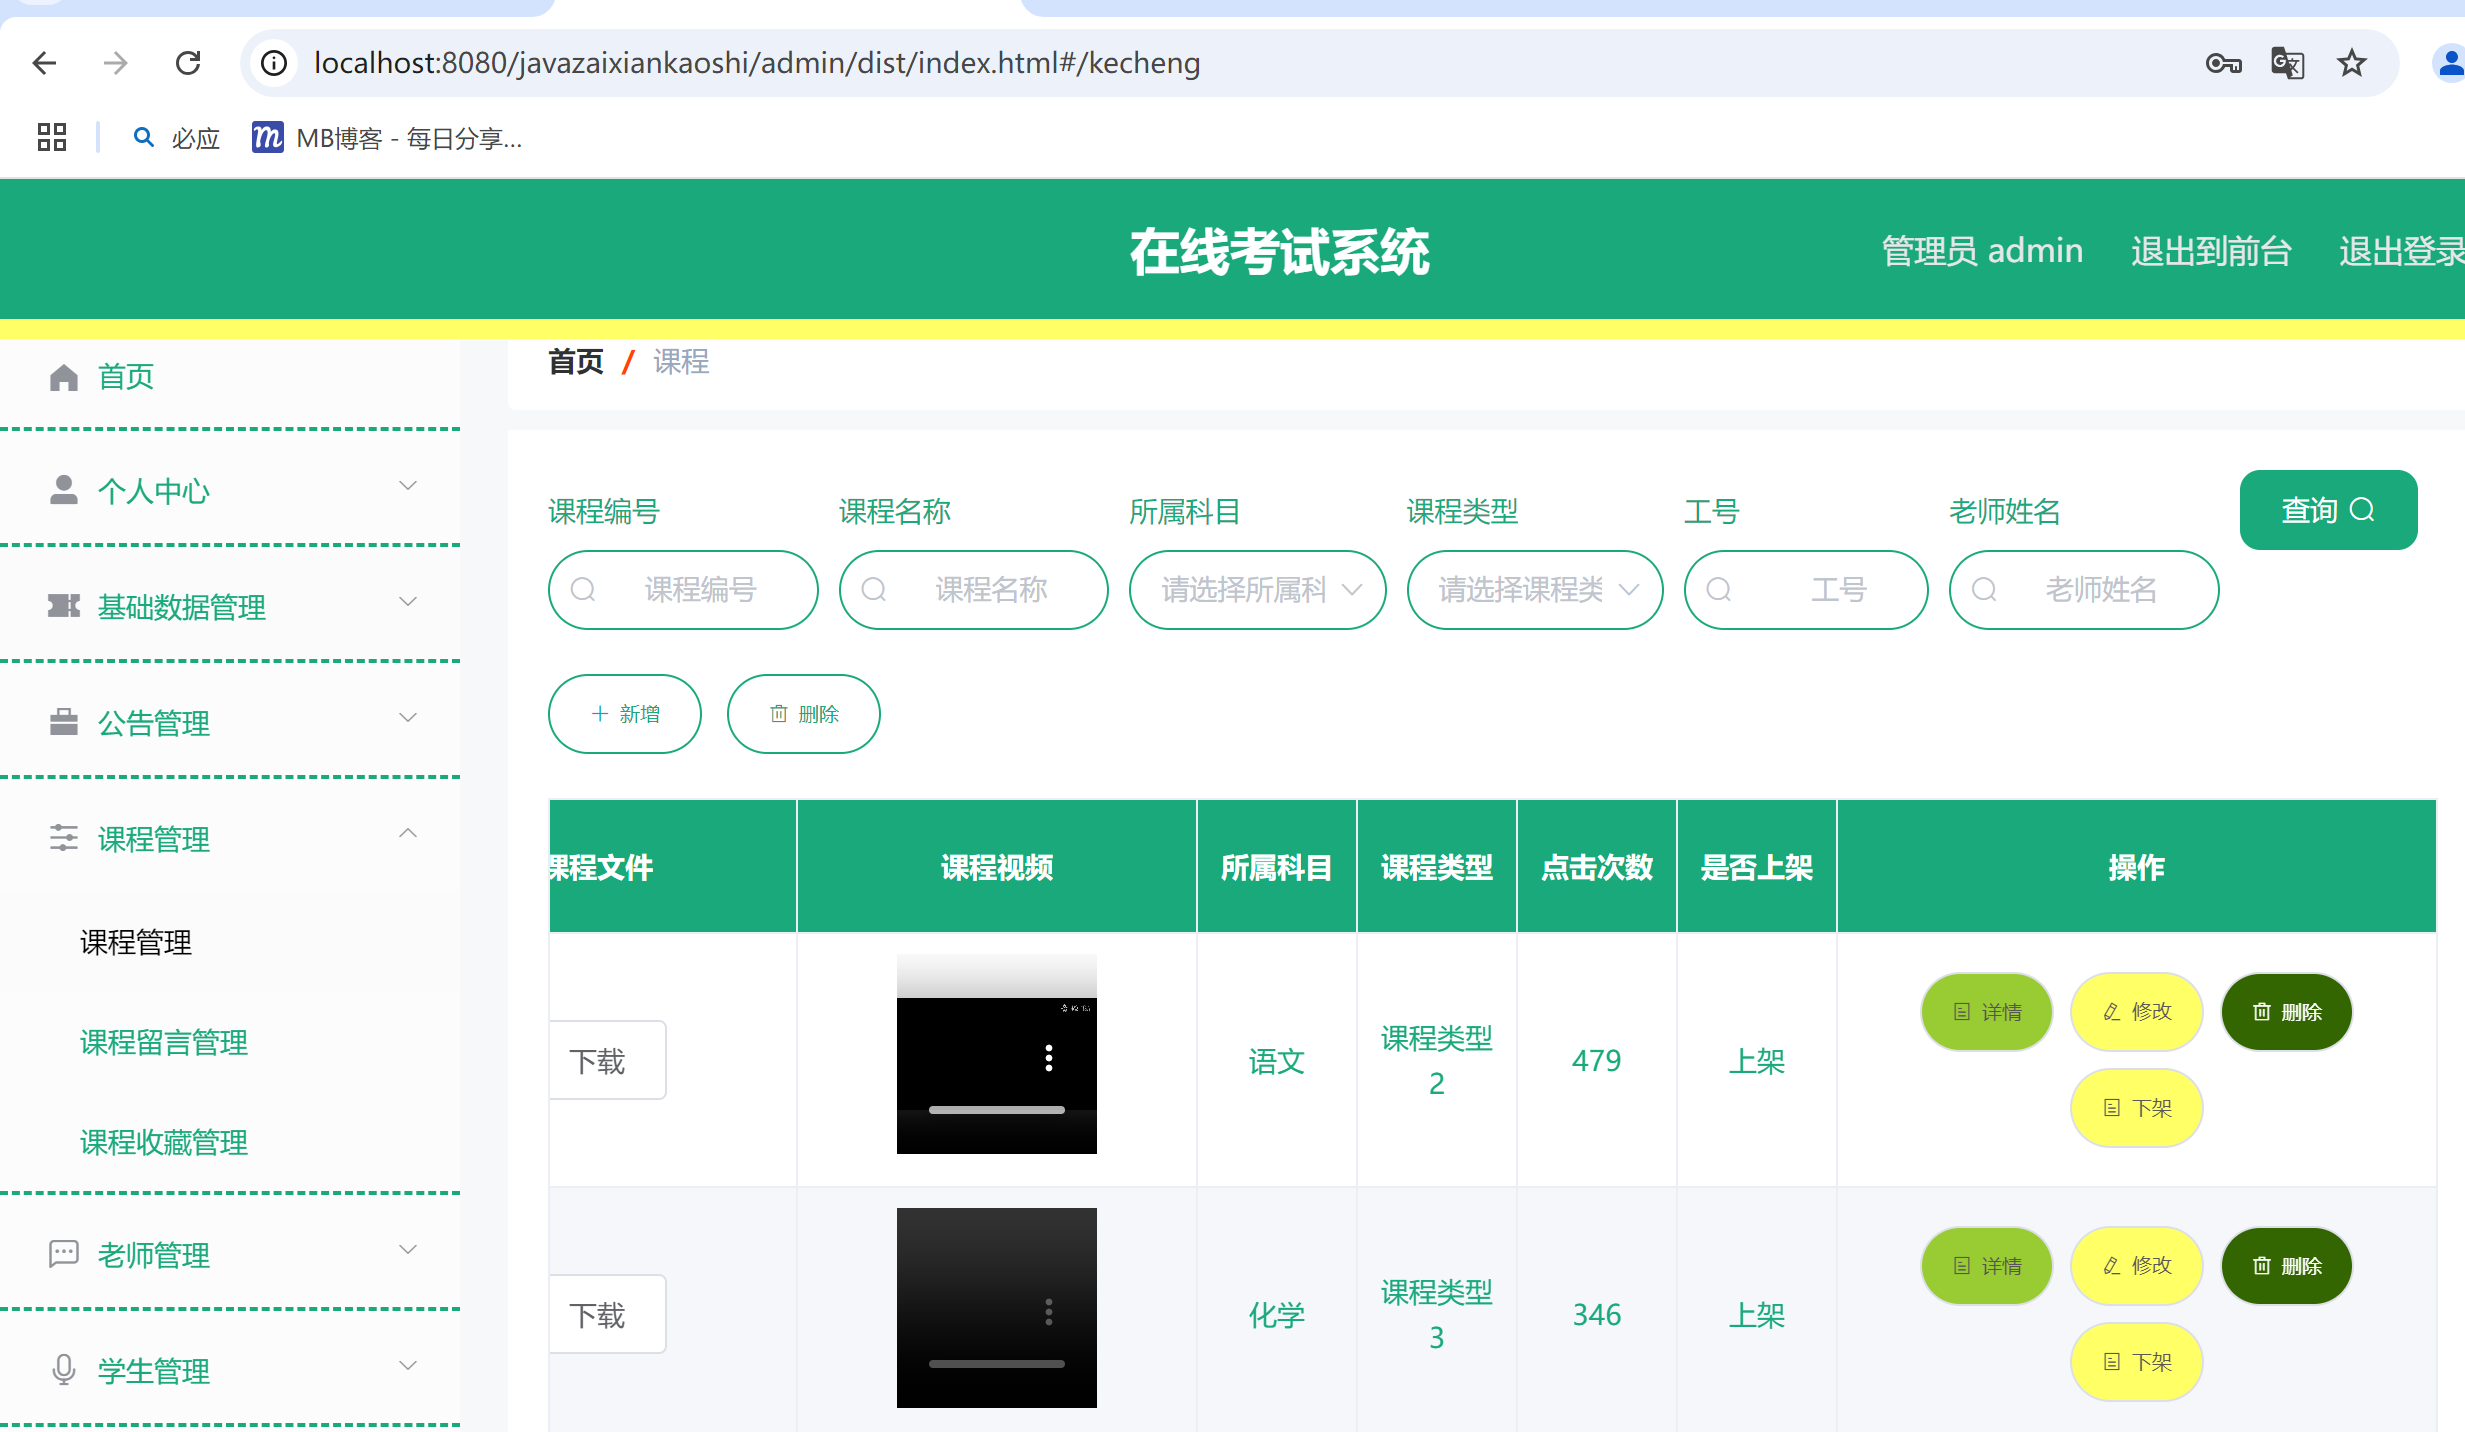 localhost:8080/javazaixiankaoshi/admin/dist/index.html#/kecheng
必应 MB博客 - 每日分享...
在线考试系统 管理员 admin 退出到前台 退出登录
首页
个人中心
基础数据管理
公告管理
课程管理
课程管理
课程留言管理
课程收藏管理
老师管理
学生管理
首页 / 课程
课程编号 课程名称 所属科目 课程类型 工号 老师姓名 查询
课程编号 课程名称 请选择所属科 请选择课程类 工号 老师姓名
新增 删除
课程文件 课程视频 所属科目 课程类型 点击次数 是否上架 操作
下载 语文 课程类型2 479 上架 详情 修改 删除
下架
下载 化学 课程类型3 346 上架 详情 修改 删除
下架